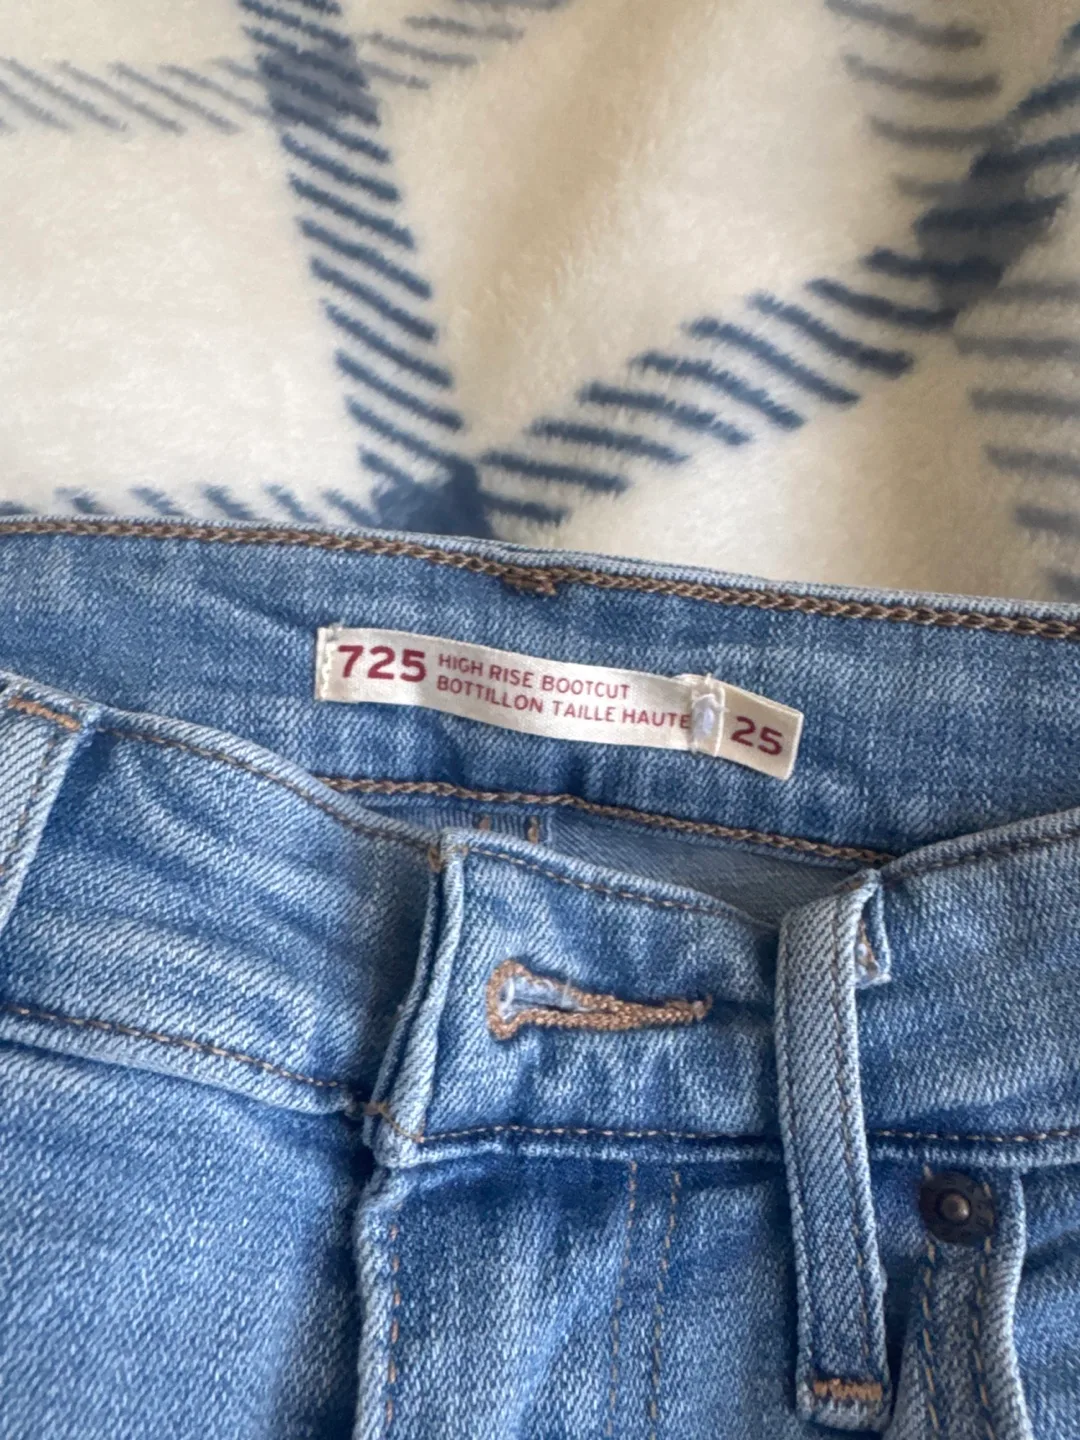 725 HIGH RISE BOOTCUT
BOTTILLON TAILLE HAUTE
25